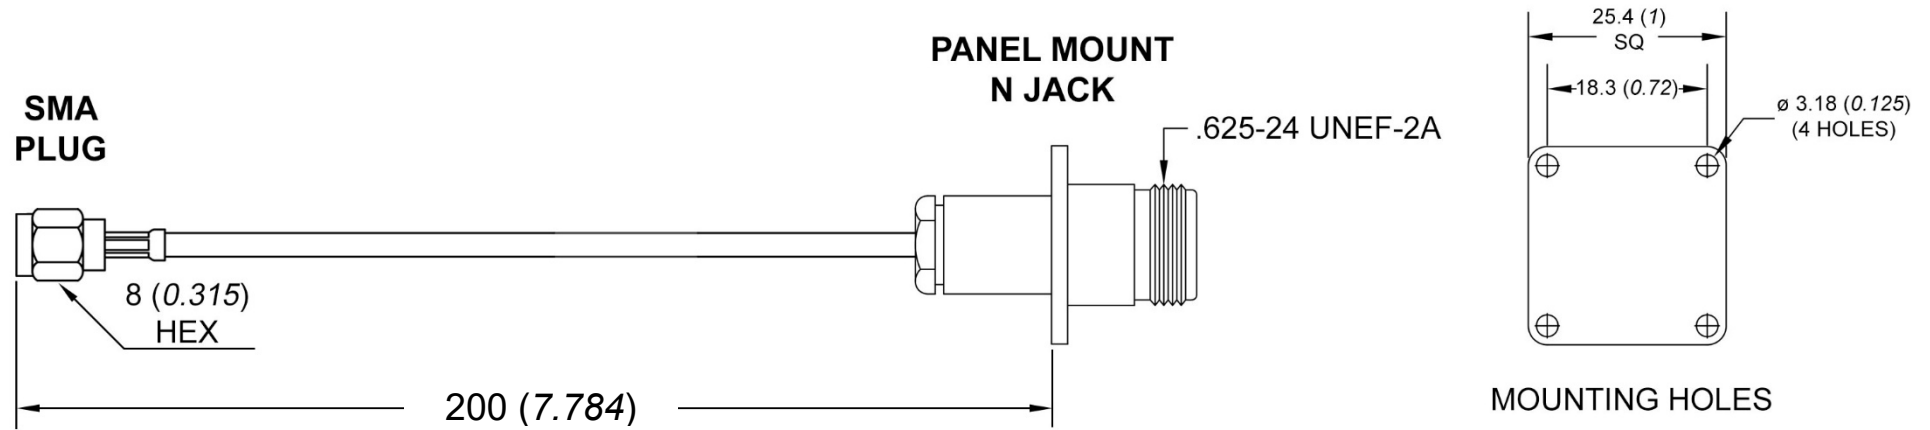 SMA
PLUG
8 (0.315)
HEX
200 (7.784)
PANEL MOUNT
N JACK
.625-24 UNEF-2A
25.4 (1)
SQ
18.3 (0.72)
ø 3.18 (0.125)
(4 HOLES)
MOUNTING HOLES